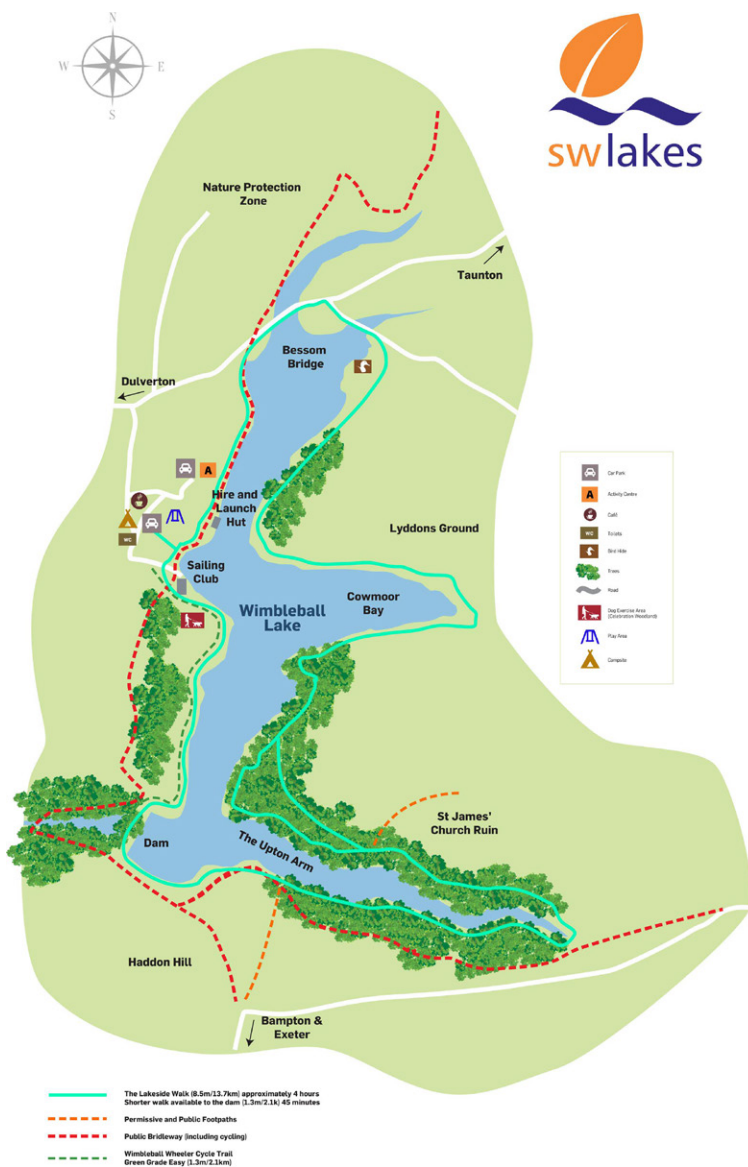 N
W
E
S
swlakes
Nature Protection
Zone
Taunton
Bessom
Bridge
Dulverton
A
WC
Hire and
Launch
Hut
Lyddons Ground
Sailing
Club
Cowmoor
Bay
Wimbleball
Lake
St James'
Church Ruin
The Upton Arm
Dam
Haddon Hill
Bampton &
Exeter
Car Park
A
Activity Centre
Café
WC
Toilets
Bird Hide
Trees
Road
Dog Exercise Area
(Celebration Woodland)
Play Area
Campsite
The Lakeside Walk (8.5m/13.7km) approximately 4 hours
Shorter walk available to the dam (1.3m/2.1k) 45 minutes
Permissive and Public Footpaths
Public Bridleway (including cycling)
Wimbleball Wheeler Cycle Trail
Green Grade Easy (1.3m/2.1km)